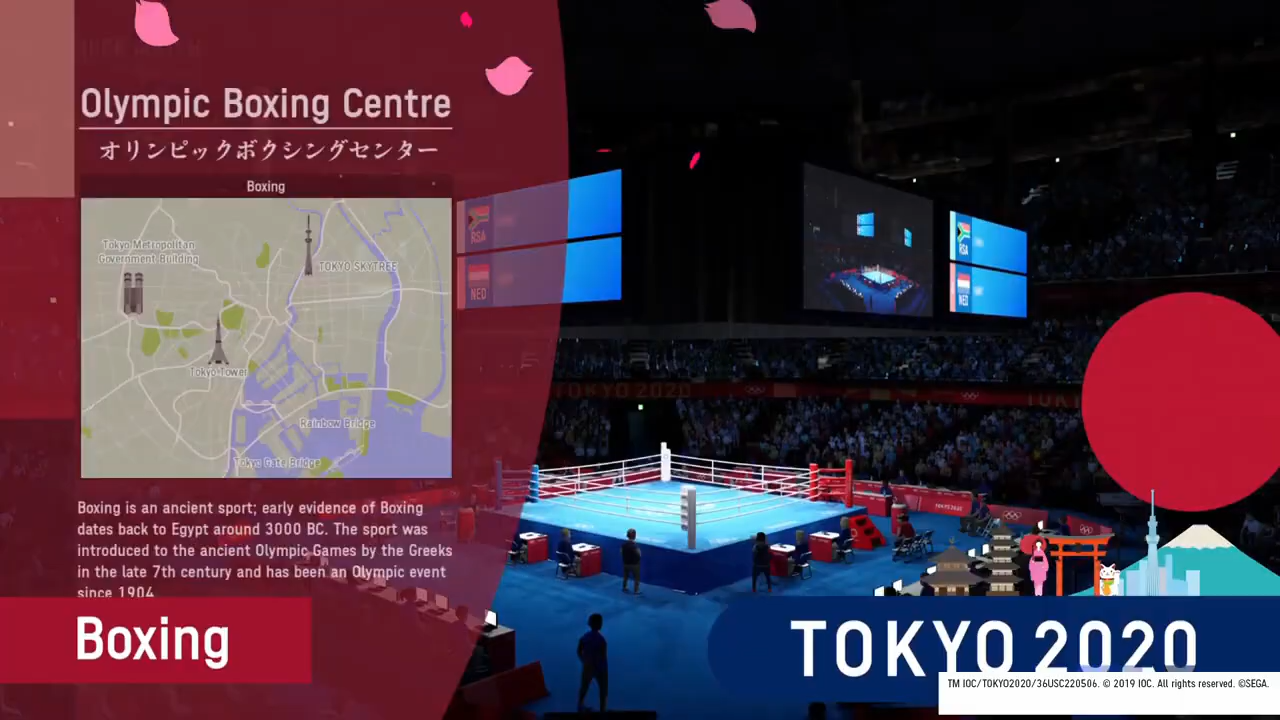 Olympic Boxing Centre
オリンピックボクシングセンター
Boxing
Tokyo Metropolitan
Government Building
TOKYO SKYTREE
Tokyo Tower
Rainbow Bridge
Tokyo Gate Bridge
RSA
NED
RSA
NED
TOKYO 2020
TOKYO 2020
Boxing is an ancient sport; early evidence of Boxing
dates back to Egypt around 3000 BC. The sport was
introduced to the ancient Olympic Games by the Greeks
in the late 7th century and has been an Olympic event
since 1904.
Boxing
TOKYO 2020
TM IOC/TOKYO2020/36USC220506. © 2019 IOC. All rights reserved. ©SEGA.